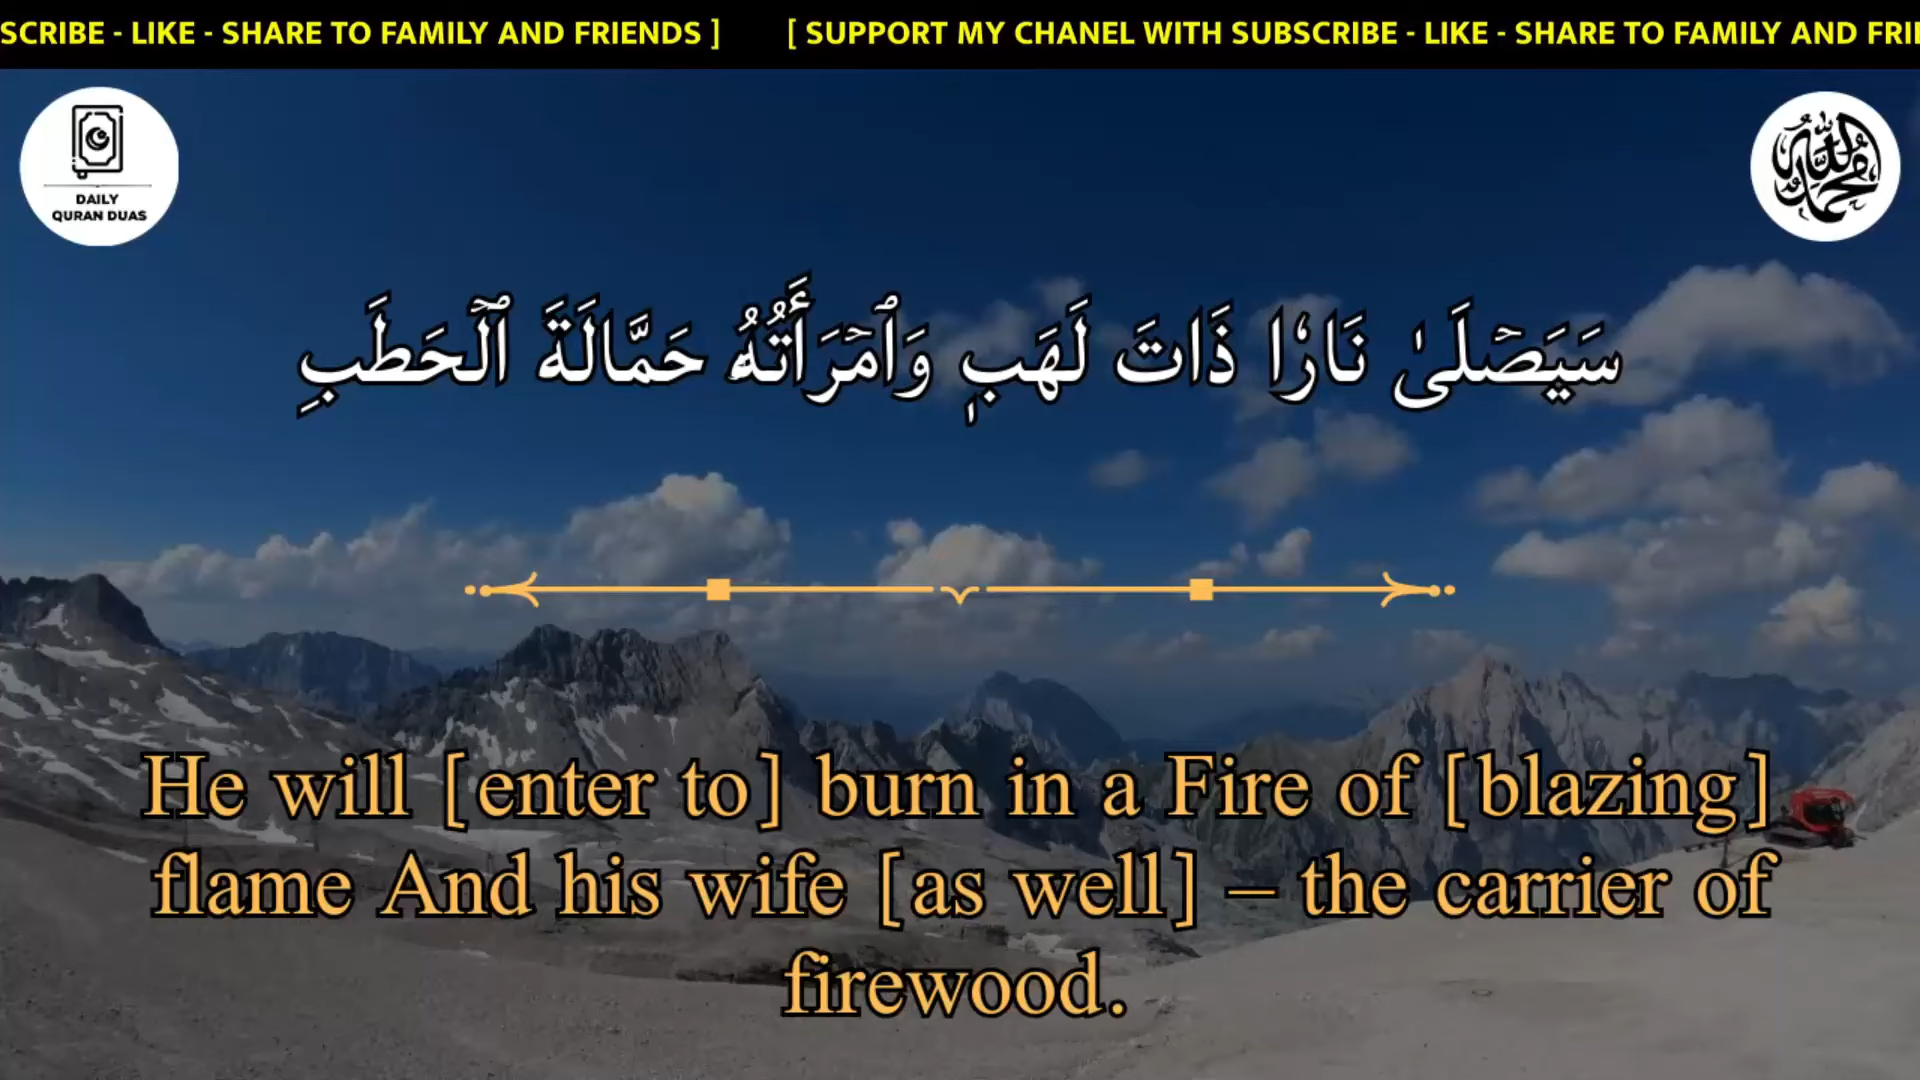 SCRIBE - LIKE - SHARE TO FAMILY AND FRIENDS ] [ SUPPORT MY CHANEL WITH SUBSCRIBE - LIKE - SHARE TO FAMILY AND FRI
DAILY
QURAN DUAS
سَيَصْلَىٰ نَارًا ذَاتَ لَهَبٍ وَٱمْرَأَتُهُۥ حَمَّالَةَ ٱلْحَطَبِ
He will [enter to] burn in a Fire of [blazing]
flame And his wife [as well] – the carrier of
firewood.